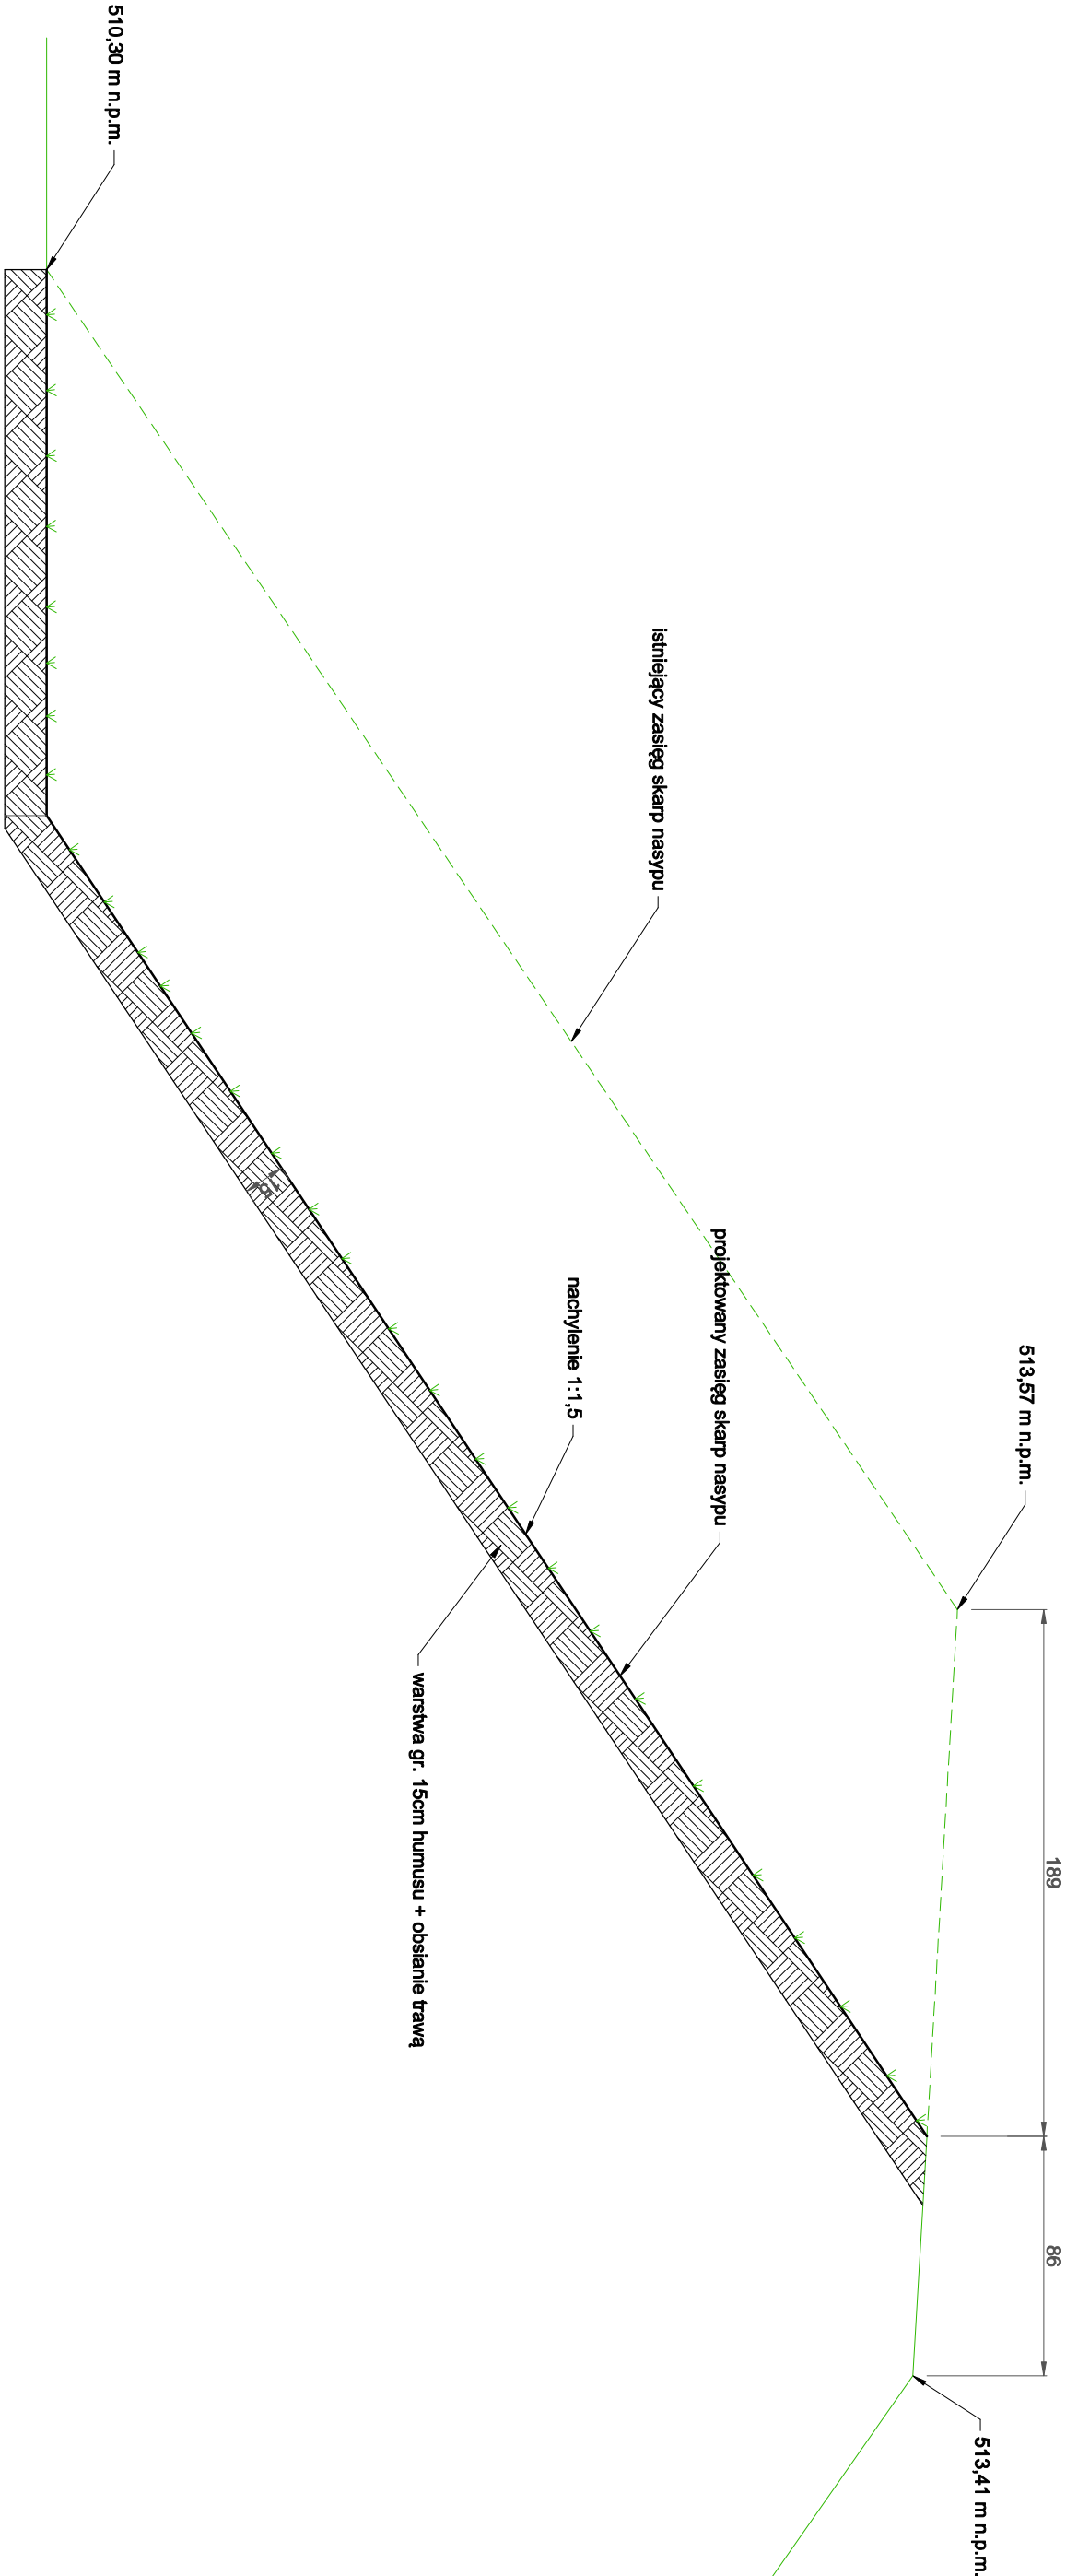 510,30 m n.p.m.
istniejący zasięg skarp nasypu
projektowany zasięg skarp nasypu
nachylenie 1:1,5
warstwa gr. 15cm humusu + obsianie trawą
513,57 m n.p.m.
189
86
513,41 m n.p.m.